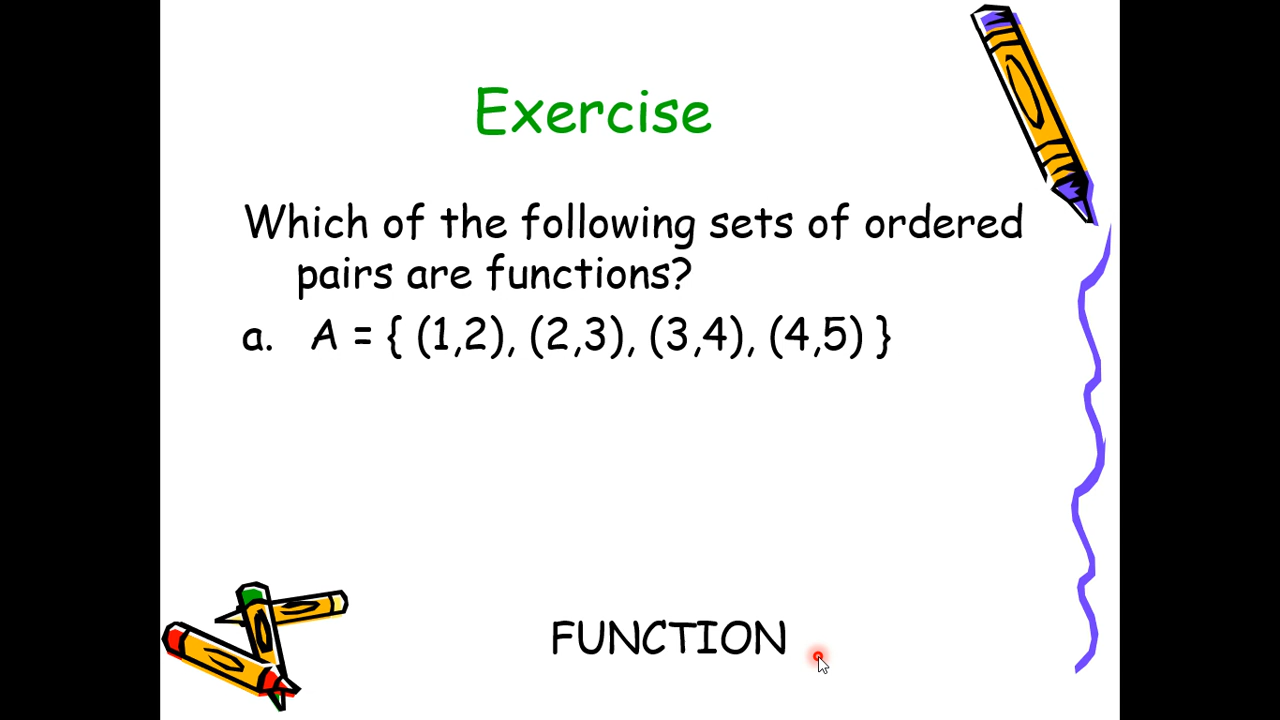 Exercise
Which of the following sets of ordered
pairs are functions?
a. A = { (1,2), (2,3), (3,4), (4,5) }
FUNCTION